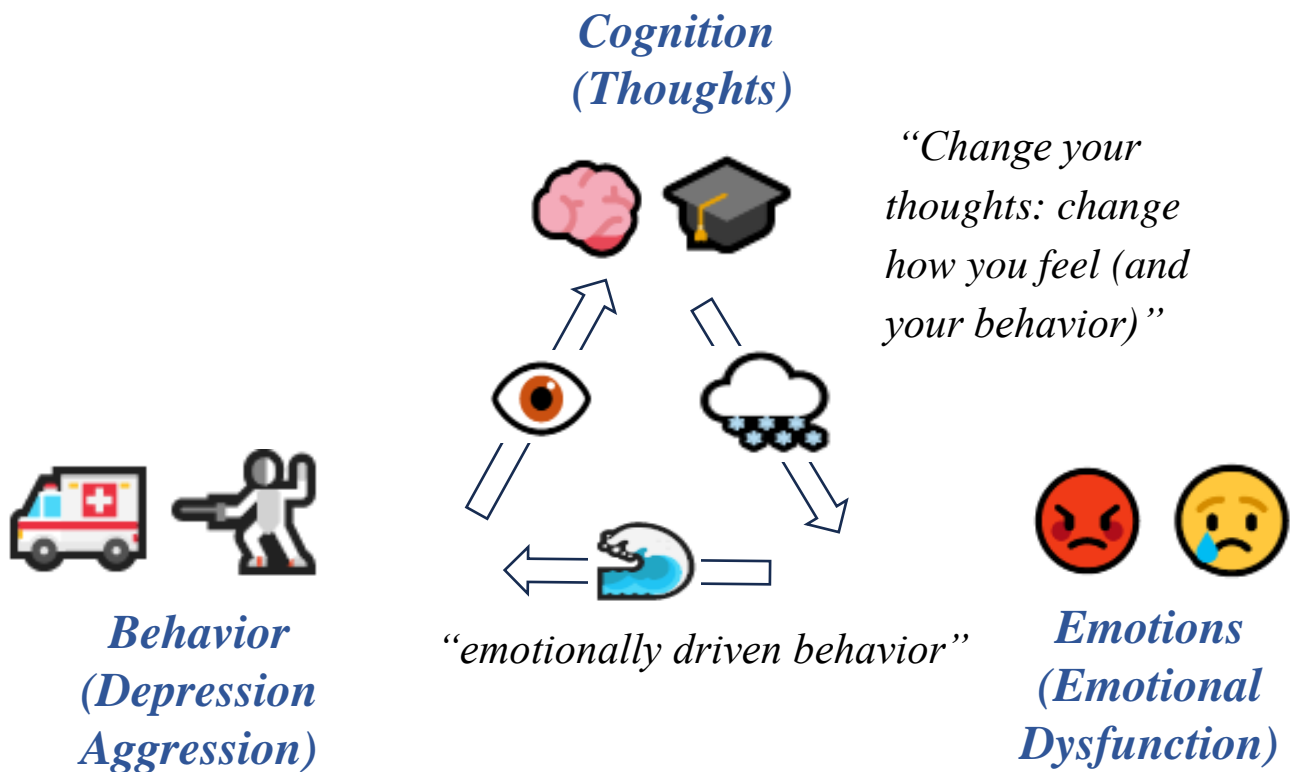 Cognition
(Thoughts)
“Change your
thoughts: change
how you feel (and
your behavior)”
“emotionally driven behavior”
Behavior
(Depression
Aggression)
Emotions
(Emotional
Dysfunction)